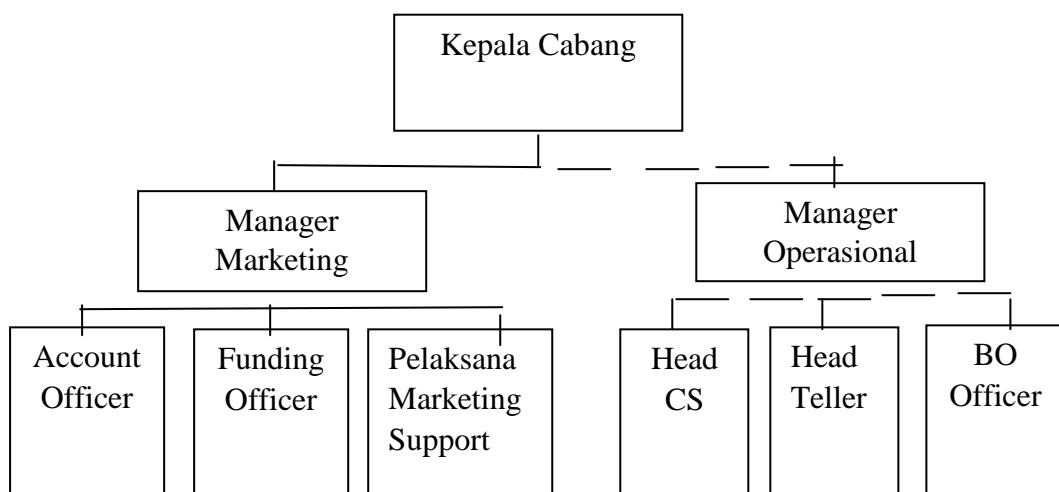 Kepala Cabang
Manager
Marketing
Manager
Operasional
Account
Officer
Funding
Officer
Pelaksana
Marketing
Support
Head
CS
Head
Teller
BO
Officer